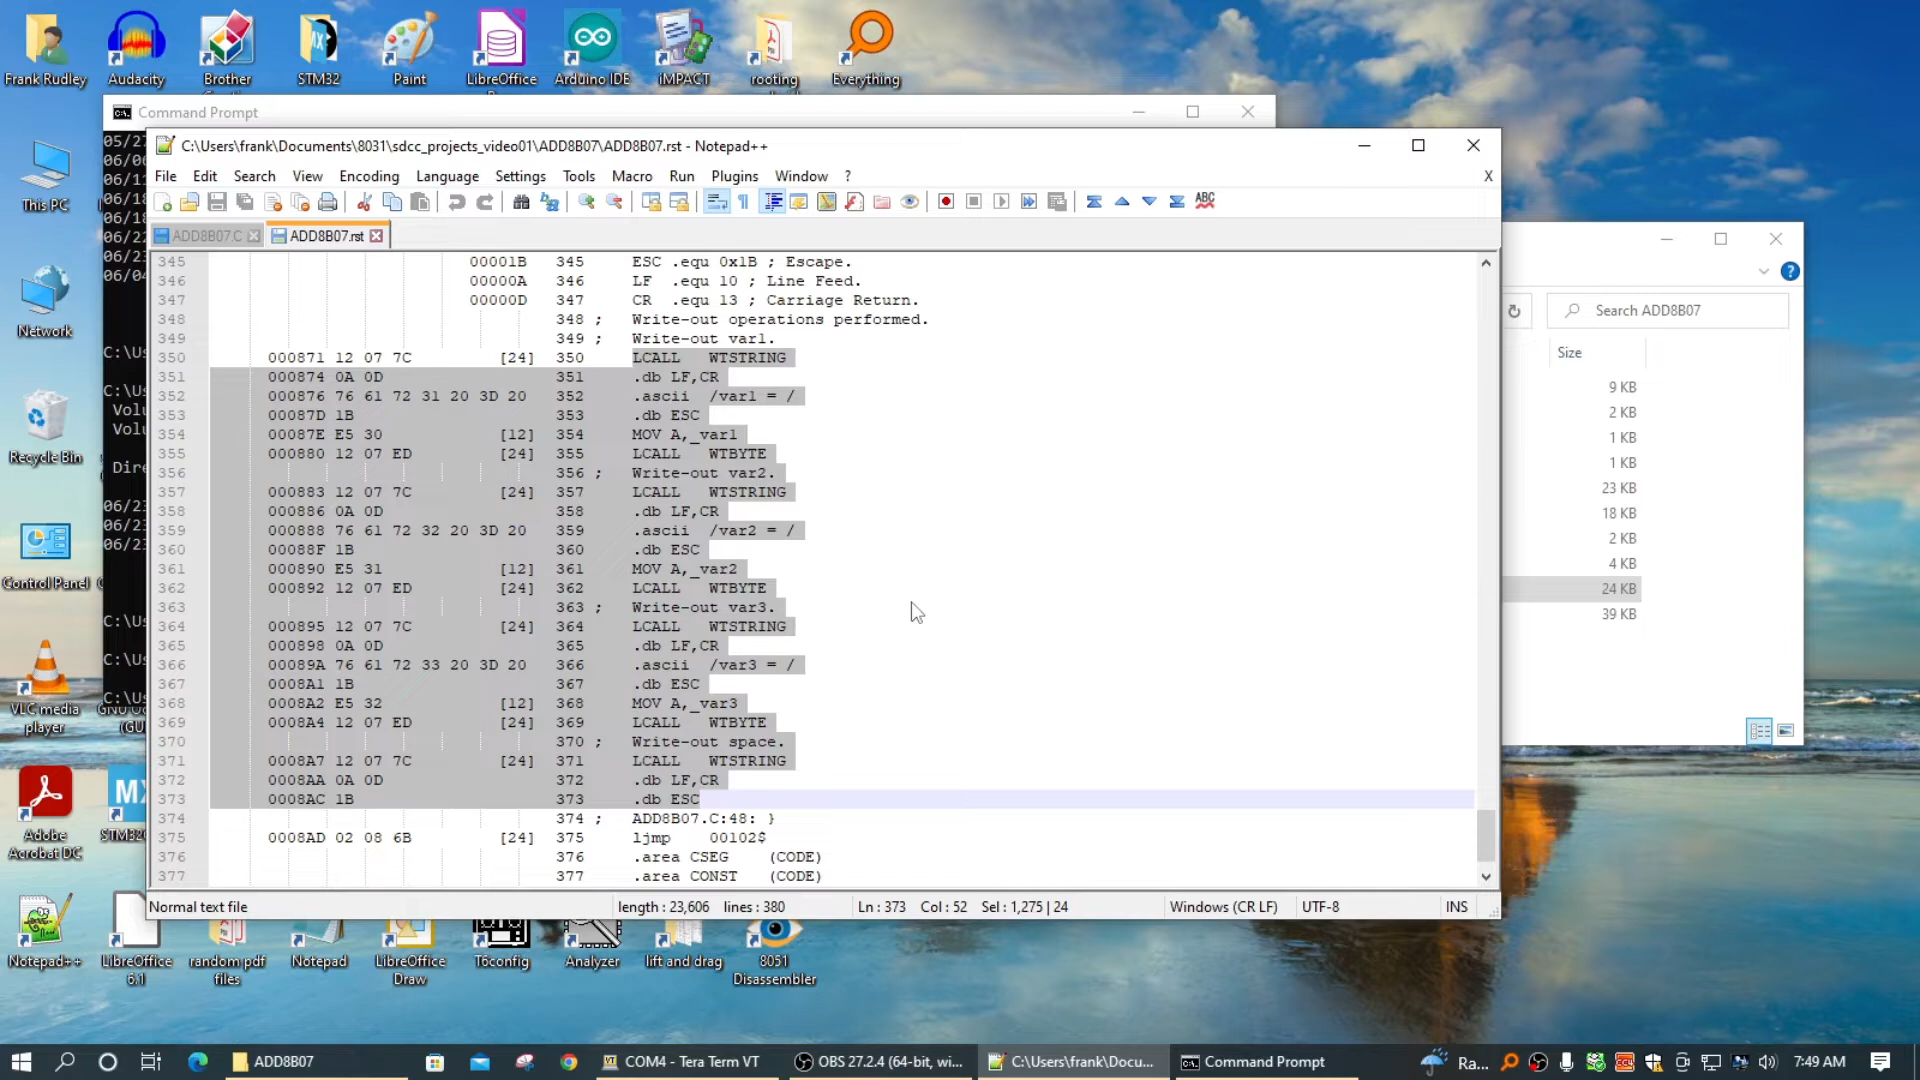 Frank Rudley
Audacity
Brother
STM32
Paint
LibreOffice
Arduino IDE
iMPACT
rooting
Everything
This PC
Network
Recycle Bin
Control Panel
VLC media
player
Adobe
Acrobat DC
Command Prompt
05/27
06/18
06/18
06/23
06/04
Dire
C:\Users\frank\Documents\8031\sdcc_projects_video01\ADD8B07\ADD8B07.rst - Notepad++
File Edit Search View Encoding Language Settings Tools Macro Run Plugins Window ? X
ADD8B07.C ADD8B07.rst
345 00001B 345 ESC .equ 0x1B ; Escape.
346 00000A 346 LF .equ 10 ; Line Feed.
347 00000D 347 CR .equ 13 ; Carriage Return.
348 348 ; Write-out operations performed.
349 349 ; Write-out var1.
350 000871 12 07 7C [24] 350 LCALL WTSTRING
351 000874 0A 0D 351 .db LF,CR
352 000876 76 61 72 31 20 3D 20 352 .ascii /var1 = /
353 00087D 1B 353 .db ESC
354 00087E E5 30 [12] 354 MOV A,_var1
355 000880 12 07 ED [24] 355 LCALL WTBYTE
356 356 ; Write-out var2.
357 000883 12 07 7C [24] 357 LCALL WTSTRING
358 000886 0A 0D 358 .db LF,CR
359 000888 76 61 72 32 20 3D 20 359 .ascii /var2 = /
360 00088F 1B 360 .db ESC
361 000890 E5 31 [12] 361 MOV A,_var2
362 000892 12 07 ED [24] 362 LCALL WTBYTE
363 363 ; Write-out var3.
364 000895 12 07 7C [24] 364 LCALL WTSTRING
365 000898 0A 0D 365 .db LF,CR
366 00089A 76 61 72 33 20 3D 20 366 .ascii /var3 = /
367 0008A1 1B 367 .db ESC
368 0008A2 E5 32 [12] 368 MOV A,_var3
369 0008A4 12 07 ED [24] 369 LCALL WTBYTE
370 370 ; Write-out space.
371 0008A7 12 07 7C [24] 371 LCALL WTSTRING
372 0008AA 0A 0D 372 .db LF,CR
373 0008AC 1B 373 .db ESC
374 374 ; ADD8B07.C:48: }
375 0008AD 02 08 6B [24] 375 ljmp 00102$
376 376 .area CSEG (CODE)
377 377 .area CONST (CODE)
Normal text file length : 23,606 lines : 380 Ln : 373 Col : 52 Sel : 1,275 | 24 Windows (CR LF) UTF-8 INS
Search ADD8B07
Size
9 KB
2 KB
1 KB
1 KB
23 KB
18 KB
2 KB
4 KB
24 KB
39 KB
Notepad++
LibreOffice
6.1
random pdf
files
Notepad
LibreOffice
Draw
T6config
Analyzer
lift and drag
8051
Disassembler
ADD8B07
COM4 - Tera Term VT
OBS 27.2.4 (64-bit, wi...
C:\Users\frank\Docu...
Command Prompt
Ra...
7:49 AM